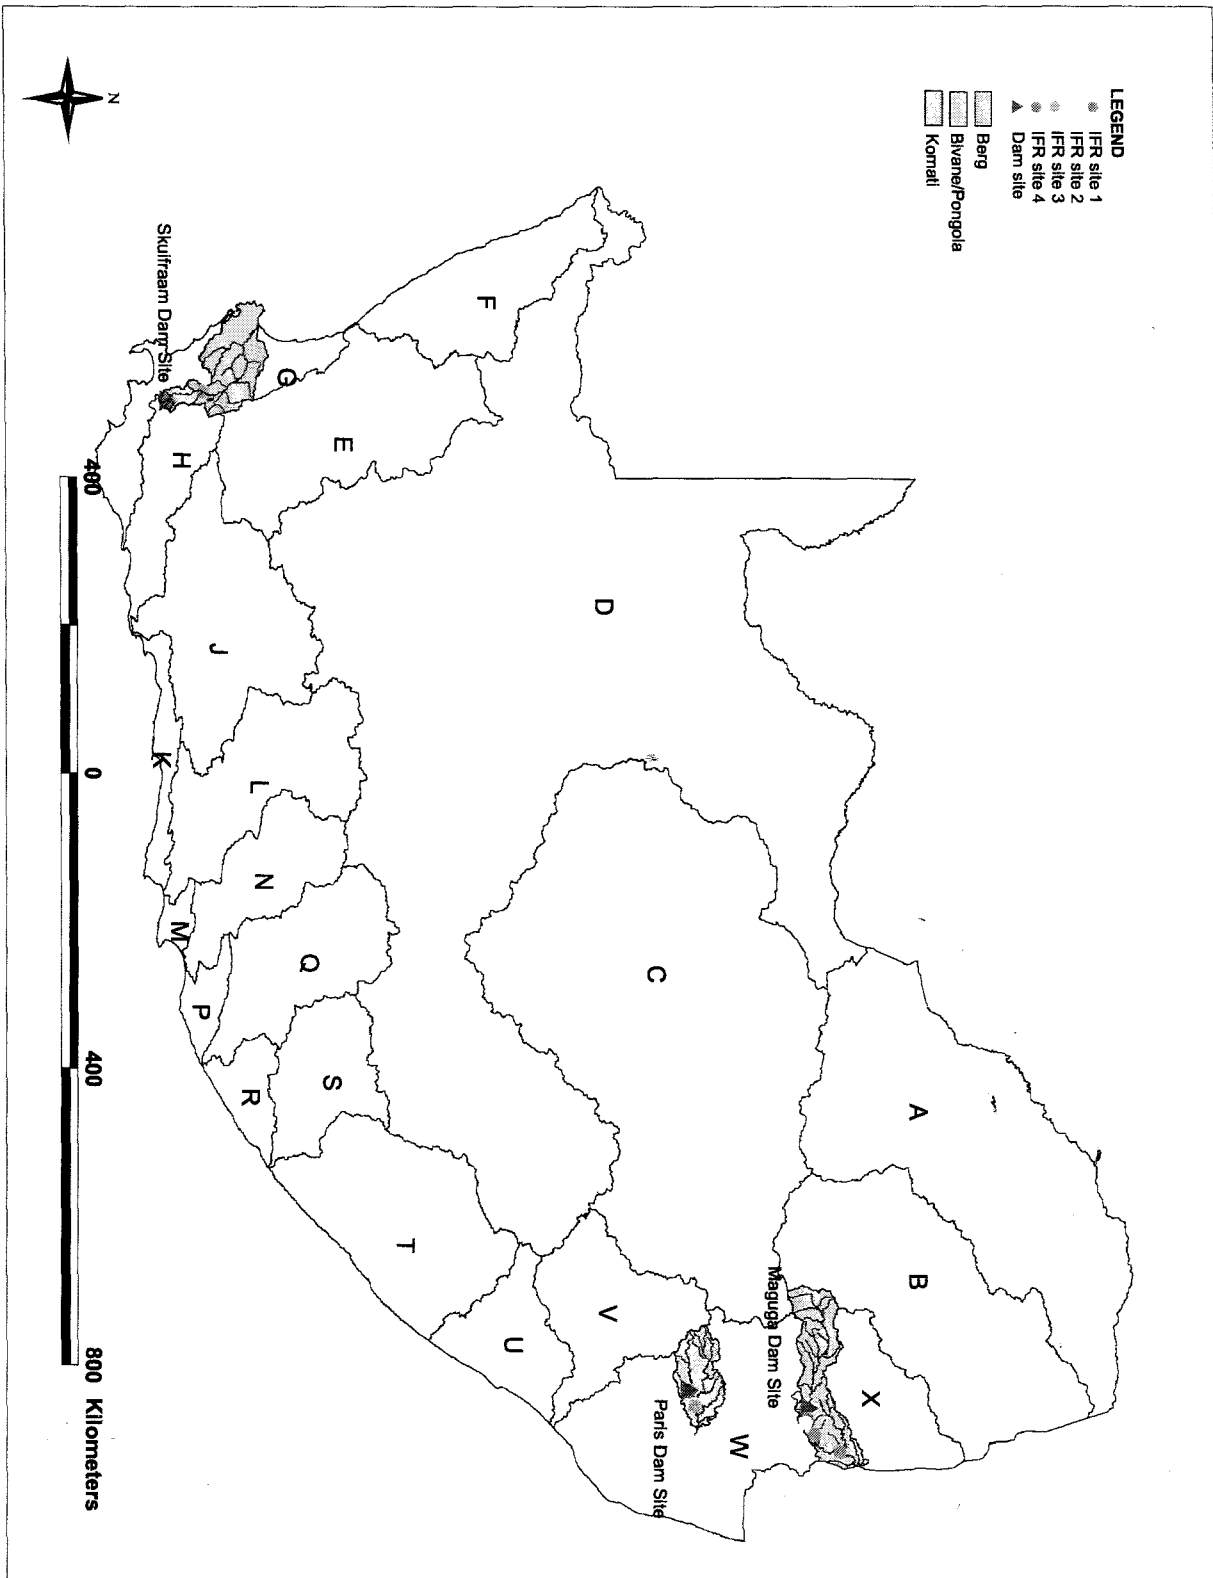 LEGEND
IFR site 1
IFR site 2
IFR site 3
IFR site 4
Dam site
Berg
Bivane/Pongola
Komati
N
A
B
X
Maguga Dam Site
W
Paris Dam Site
V
U
C
D
T
F
E
G
Skuifraam Dam Site
H
J
L
K
N
M
Q
P
S
R
400
0
400
800 Kilometers